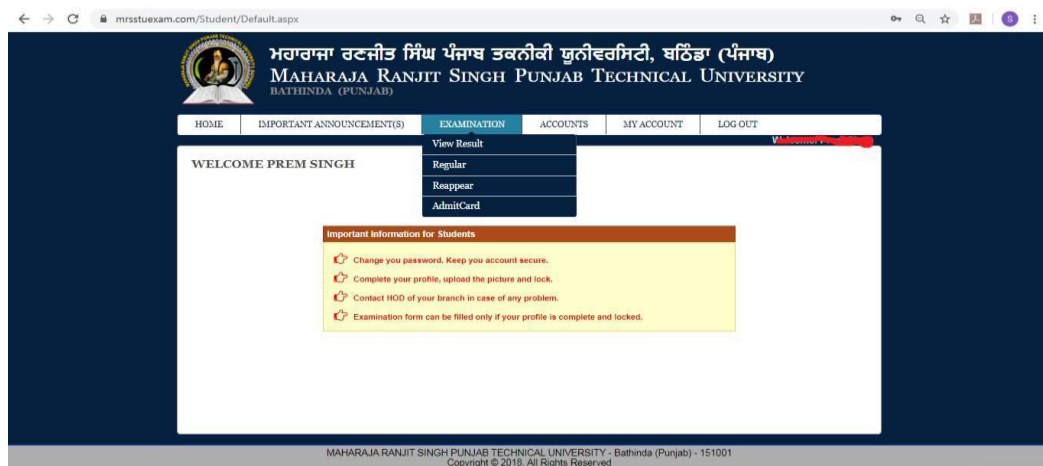 mrsstuexam.com/Student/Default.aspx
S
ਮਹਾਰਾਜਾ ਰਣਜੀਤ ਸਿੰਘ ਪੰਜਾਬ ਤਕਨੀਕੀ ਯੂਨੀਵਰਸਿਟੀ, ਬਠਿੰਡਾ (ਪੰਜਾਬ)
MAHARAJA RANJIT SINGH PUNJAB TECHNICAL UNIVERSITY
BATHINDA (PUNJAB)
HOME IMPORTANT ANNOUNCEMENT(S) EXAMINATION ACCOUNTS MY ACCOUNT LOG OUT
View Result
Regular
Reappear
AdmitCard
WELCOME PREM SINGH
Important Information for Students
Change you password. Keep you account secure.
Complete your profile, upload the picture and lock.
Contact HOD of your branch in case of any problem.
Examination form can be filled only if your profile is complete and locked.
MAHARAJA RANJIT SINGH PUNJAB TECHNICAL UNIVERSITY - Bathinda (Punjab) - 151001
Copyright © 2018. All Rights Reserved